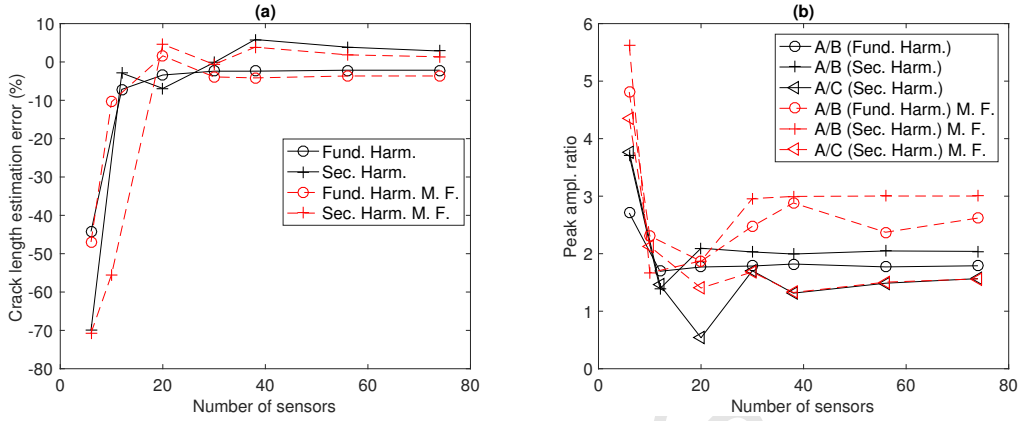 (a)
10
0
-10
-20
-30
-40
-50
-60
-70
-80
Crack length estimation error (%)
Fund. Harm.
Sec. Harm.
Fund. Harm. M. F.
Sec. Harm. M. F.
0
20
40
60
80
Number of sensors
(b)
6
5
4
3
2
1
0
Peak ampl. ratio
A/B (Fund. Harm.)
A/B (Sec. Harm.)
A/C (Sec. Harm.)
A/B (Fund. Harm.) M. F.
A/B (Sec. Harm.) M. F.
A/C (Sec. Harm.) M. F.
0
20
40
60
80
Number of sensors